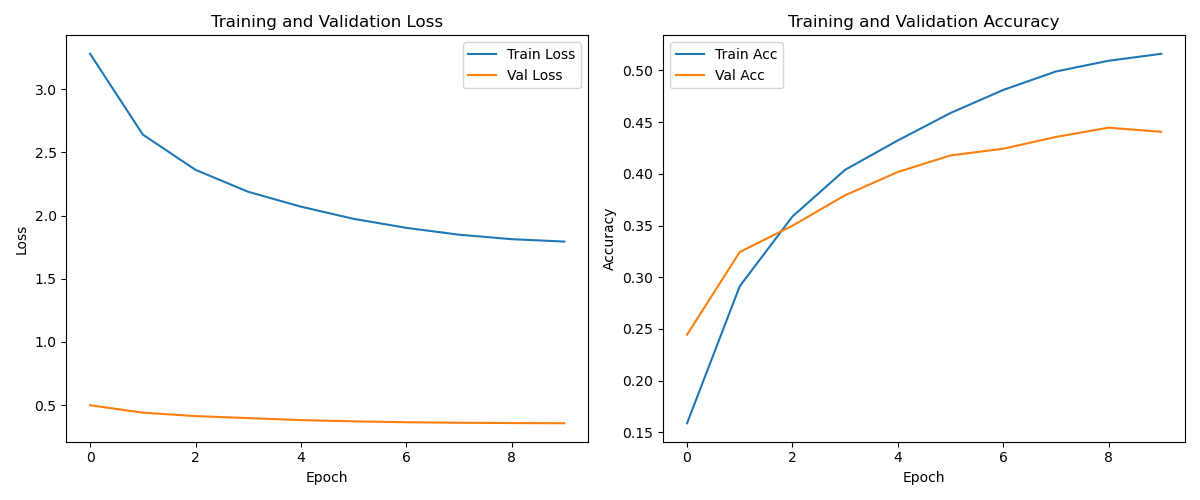 Training and Validation Loss
Train Loss
Val Loss
3.0
2.5
2.0
1.5
1.0
0.5
Loss
0 2 4 6 8
Epoch
Training and Validation Accuracy
Train Acc
Val Acc
0.50
0.45
0.40
0.35
0.30
0.25
0.20
0.15
Accuracy
0 2 4 6 8
Epoch